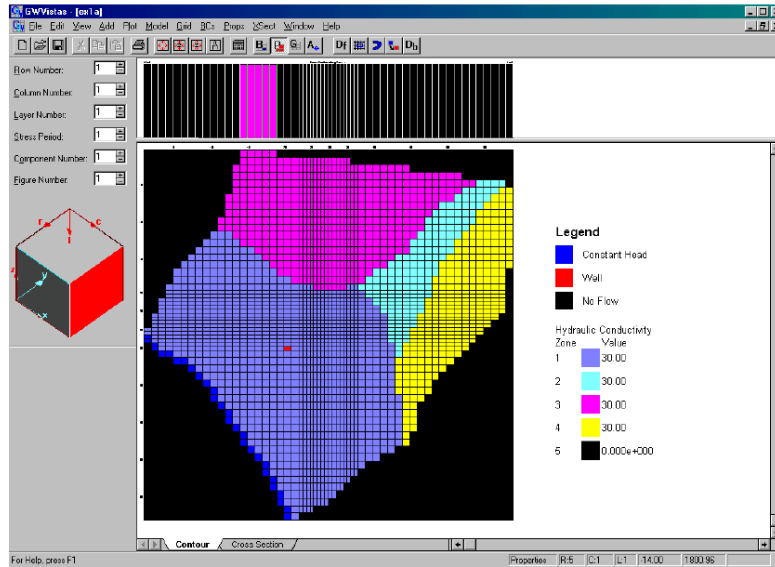 GWVistas - [ex1a]
File Edit View Add Plot Model Grid BCs Props XSect Window Help
B Df Db
Row Number: 1
Column Number: 1
Layer Number: 1
Stress Period: 1
Component Number: 1
Figure Number: 1
r c
l
z y
x
Legend
Constant Head
Wall
No Flow
Hydraulic Conductivity
Zone Value
1 30.00
2 30.00
3 30.00
4 30.00
5 0.000e+000
Contour Cross Section
For Help, press F1 Properties R:5 C:1 L:1 -14.00 1800.96